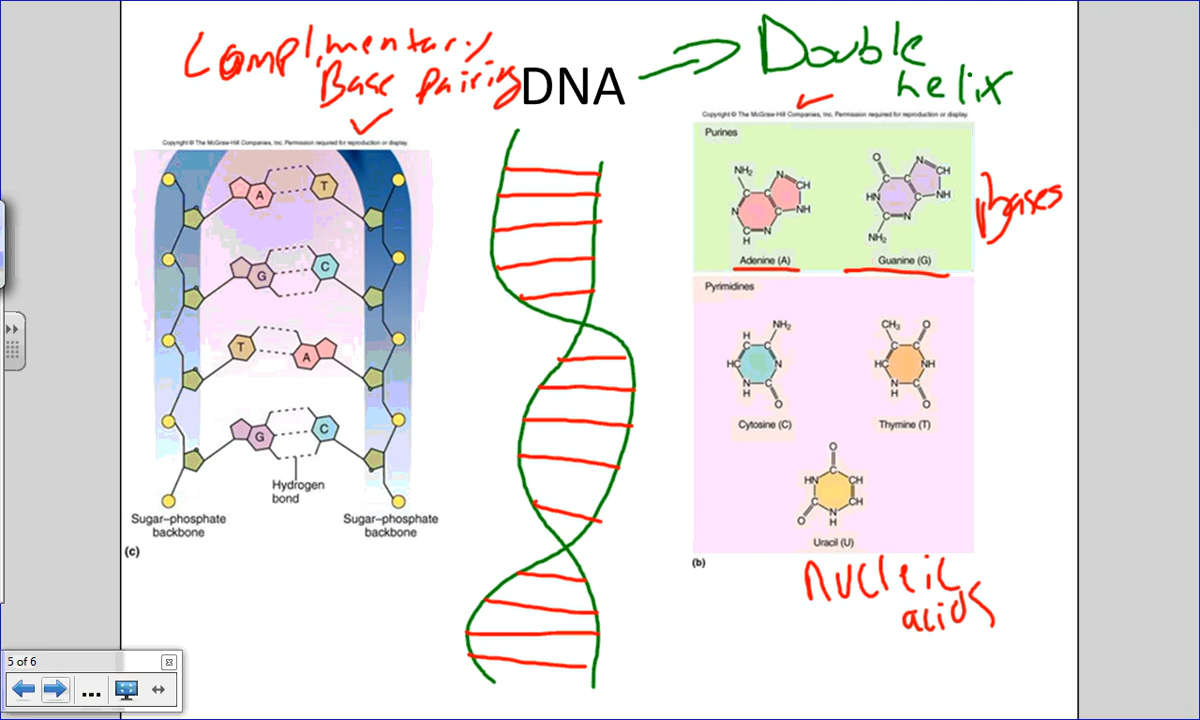 Complimentary
Base pairing
DNA
Double
helix
Copyright © The McGraw-Hill Companies, Inc. Permission required for reproduction or display.
A
T
G
C
T
A
G
C
Hydrogen
bond
Sugar–phosphate
backbone
Sugar–phosphate
backbone
(c)
Copyright © The McGraw-Hill Companies, Inc. Permission required for reproduction or display.
Purines
NH2
N
CH
N
NH
C
H
N
Adenine (A)
O
N
CH
HN
NH
N
NH2
Guanine (G)
bases
Pyrimidines
NH2
H
C
C
HC
N
N
H
C
O
Cytosine (C)
CH3
O
C
C
HC
NH
N
H
C
O
Thymine (T)
O
C
HN
CH
C
CH
O
N
H
Uracil (U)
(b)
nucleic
acids
5 of 6
...